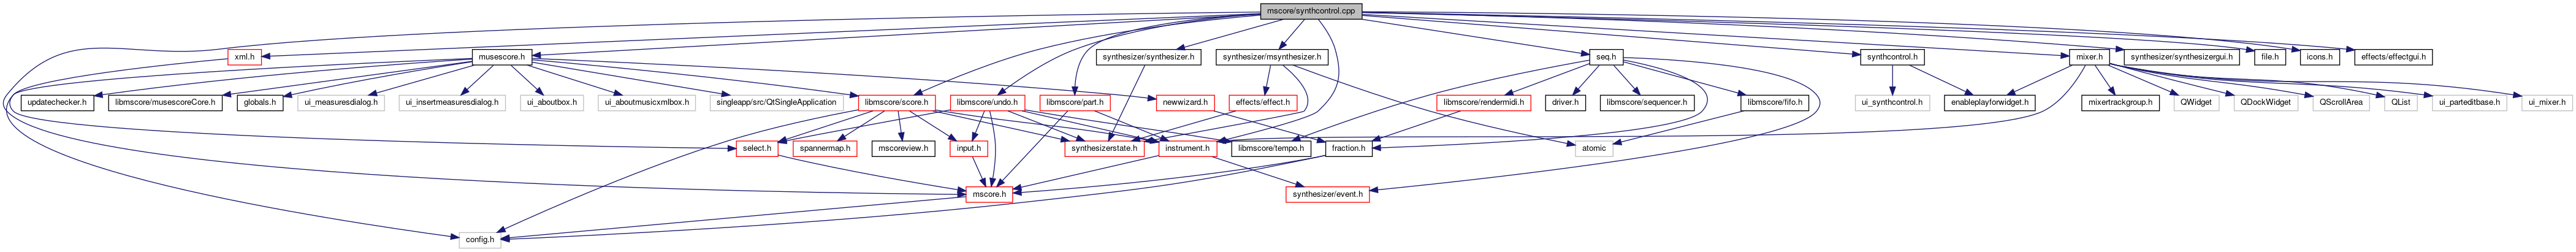 mscore/synthcontrol.cpp
xml.h
musescore.h
synthesizer/synthesizer.h
synthesizer/msynthesizer.h
seq.h
synthcontrol.h
mixer.h
synthesizer/synthesizergui.h
file.h
icons.h
effects/effectgui.h
updatechecker.h
libmscore/musescoreCore.h
globals.h
ui_measuresdialog.h
ui_insertmeasuresdialog.h
ui_aboutbox.h
ui_aboutmusicxmlbox.h
singleapp/src/QtSingleApplication
libmscore/score.h
libmscore/undo.h
libmscore/part.h
newwizard.h
effects/effect.h
libmscore/rendermidi.h
driver.h
libmscore/sequencer.h
libmscore/fifo.h
ui_synthcontrol.h
enableplayforwidget.h
mixertrackgroup.h
QWidget
QDockWidget
QScrollArea
QList
ui_parteditbase.h
ui_mixer.h
select.h
spannermap.h
mscoreview.h
input.h
synthesizerstate.h
instrument.h
libmscore/tempo.h
fraction.h
atomic
mscore.h
synthesizer/event.h
config.h